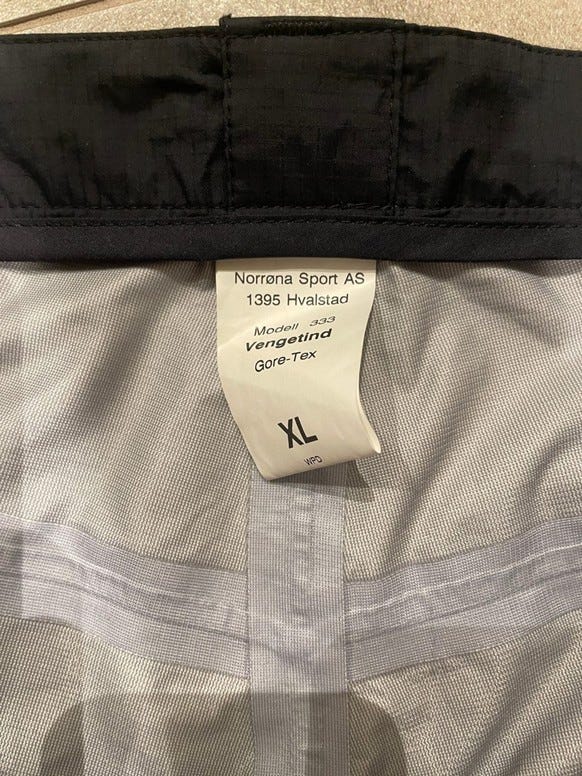 Norrøna Sport AS
1395 Hvalstad
Modell 333
Vengetind
Gore-Tex
XL
WPD